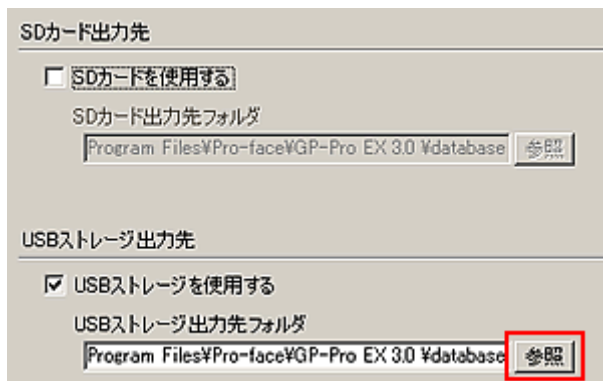 SDカード出力先
SDカードを使用する
SDカード出力先フォルダ
Program Files¥Pro-face¥GP-Pro EX 3.0 ¥database 参照
USBストレージ出力先
USBストレージを使用する
USBストレージ出力先フォルダ
Program Files¥Pro-face¥GP-Pro EX 3.0 ¥database 参照